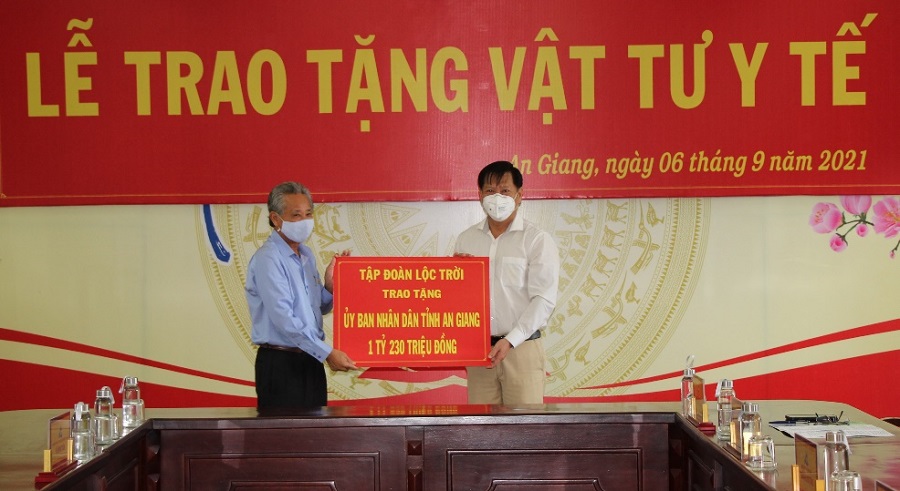 LỄ TRAO TẶNG VẬT TƯ Y TẾ
An Giang, ngày 06 tháng 9 năm 2021
TẬP ĐOÀN LỘC TRỜI
TRAO TẶNG
ỦY BAN NHÂN DÂN TỈNH AN GIANG
1 TỶ 230 TRIỆU ĐỒNG